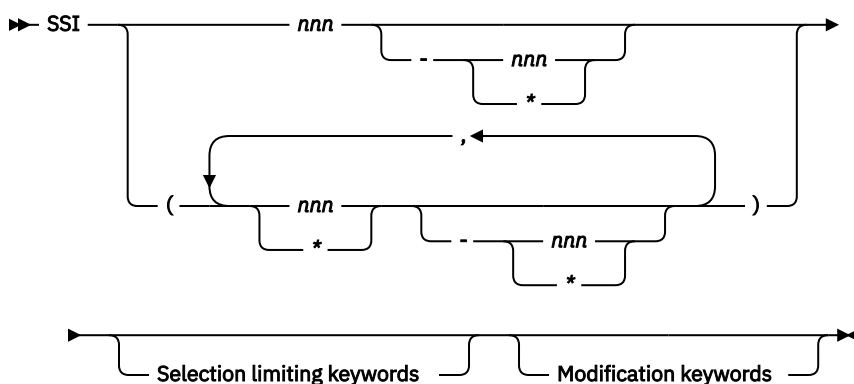 SSI nnn
- nnn
*
,
( nnn )
* - nnn
*
Selection limiting keywords Modification keywords